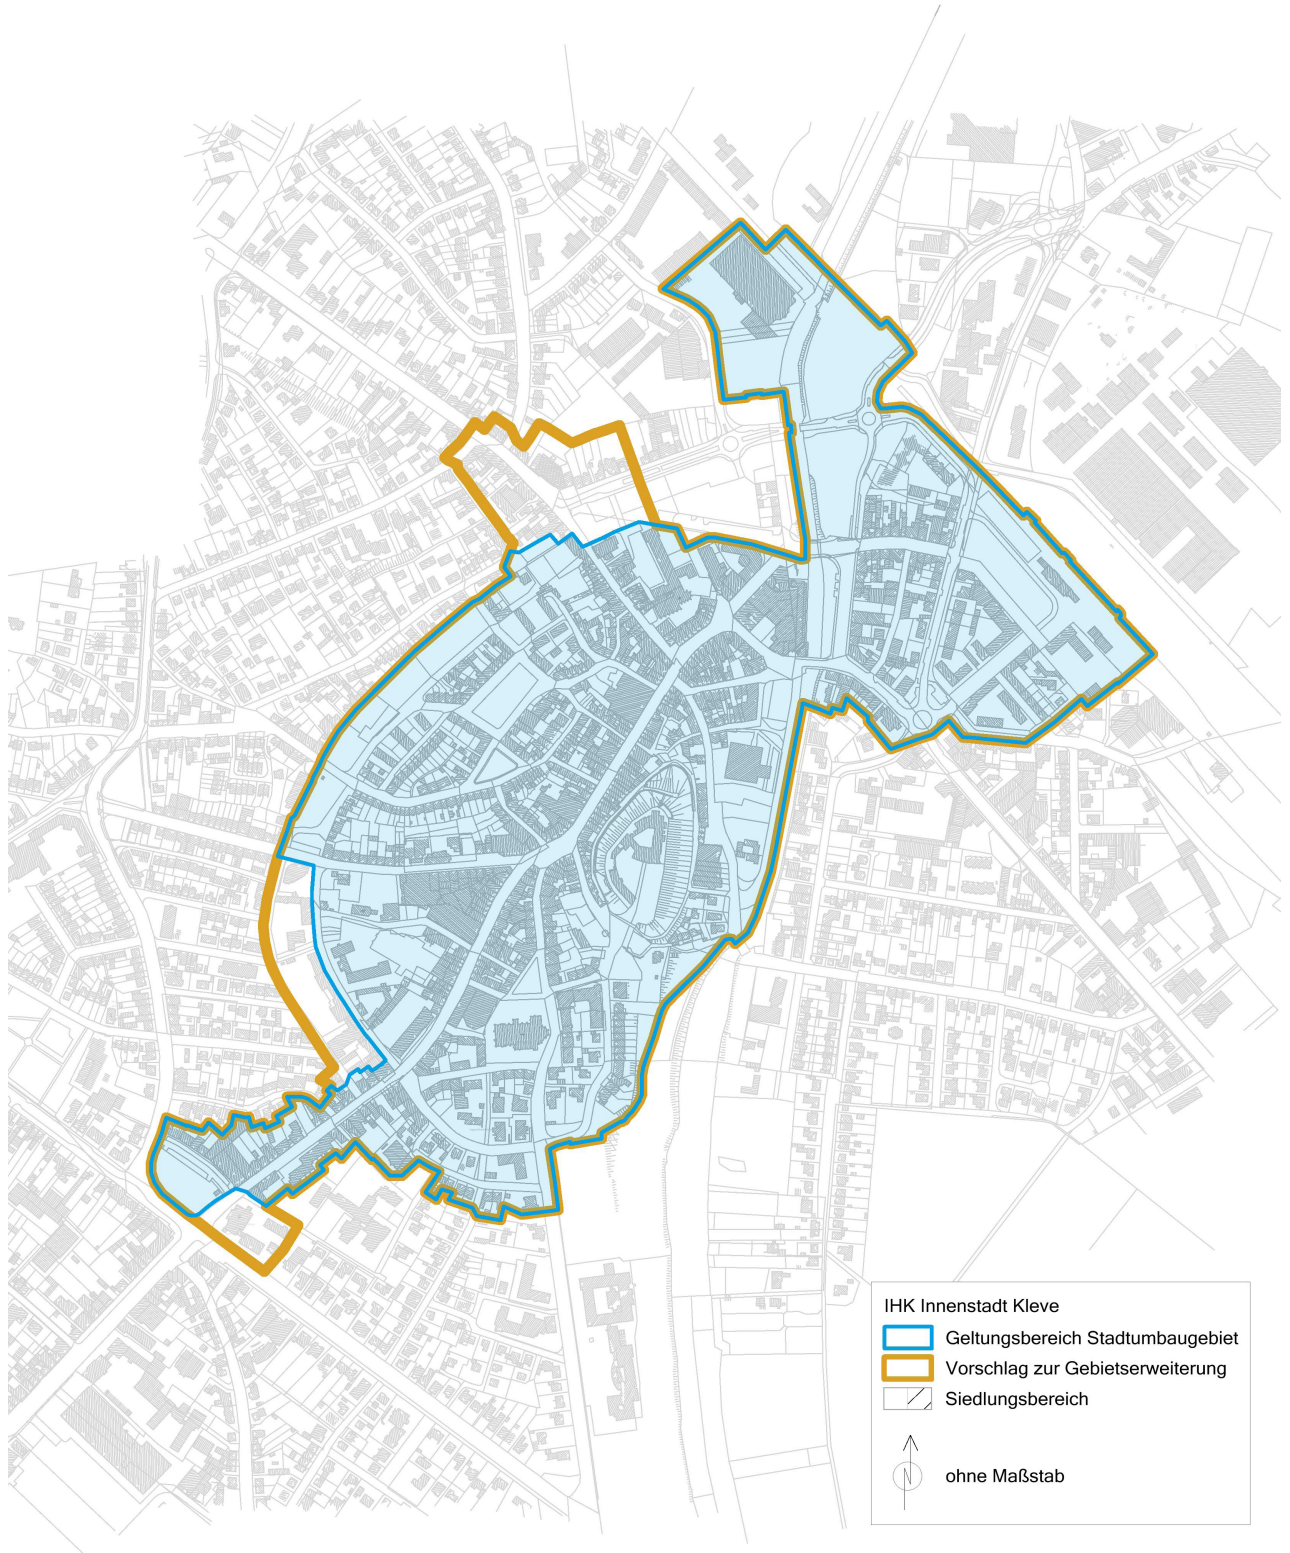 IHK Innenstadt Kleve
Geltungsbereich Stadtumbaugebiet
Vorschlag zur Gebietserweiterung
Siedlungsbereich
N
ohne Maßstab